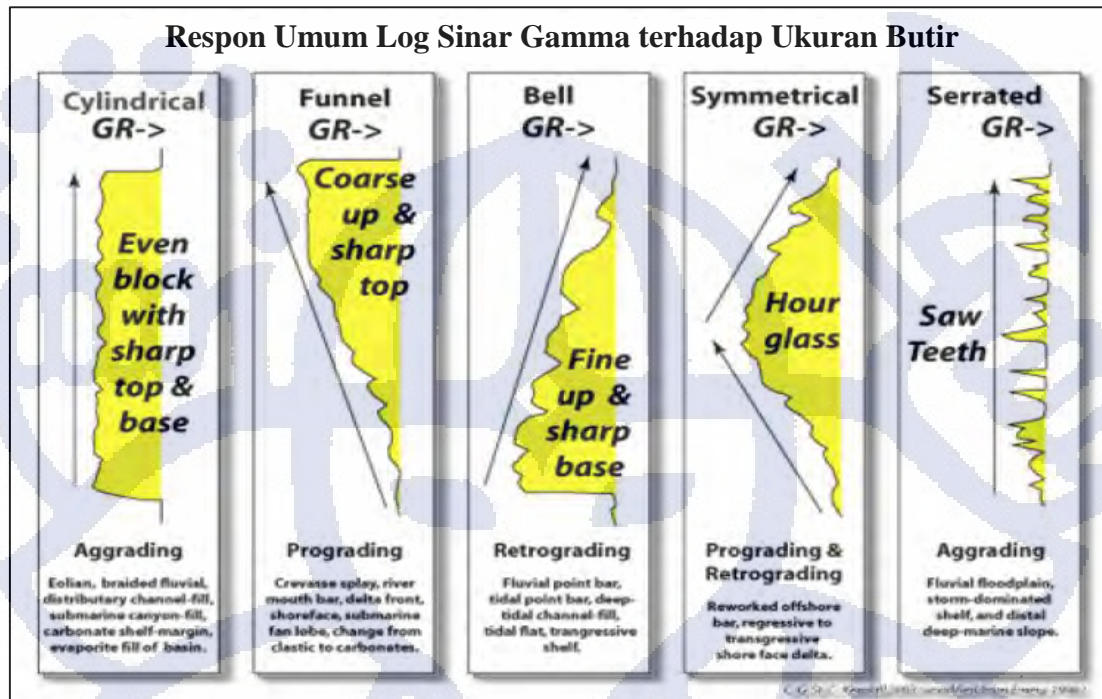 Respon Umum Log Sinar Gamma terhadap Ukuran Butir
Cylindrical
GR->
Even
block
with
sharp
top &
base
Aggrading
Eolian, braided fluvial,
distributary channel-fill,
submarine canyon-fill,
carbonate shelf-margin,
evaporite fill of basin.
Funnel
GR->
Coarse
up &
sharp
top
Prograding
Crevasse splay, river
mouth bar, delta front,
shoreface, submarine
fan lobe, change from
clastic to carbonates.
Bell
GR->
Fine
up &
sharp
base
Retrograding
Fluvial point bar,
tidal point bar, deep-
tidal channel-fill,
tidal flat, trangressive
shelf.
Symmetrical
GR->
Hour
glass
Prograding &
Retrograding
Reworked offshore
bar, regressive to
transgressive
shore face delta.
Serrated
GR->
Saw
Teeth
Aggrading
Fluvial floodplain,
storm-dominated
shelf, and distal
deep-marine slope.